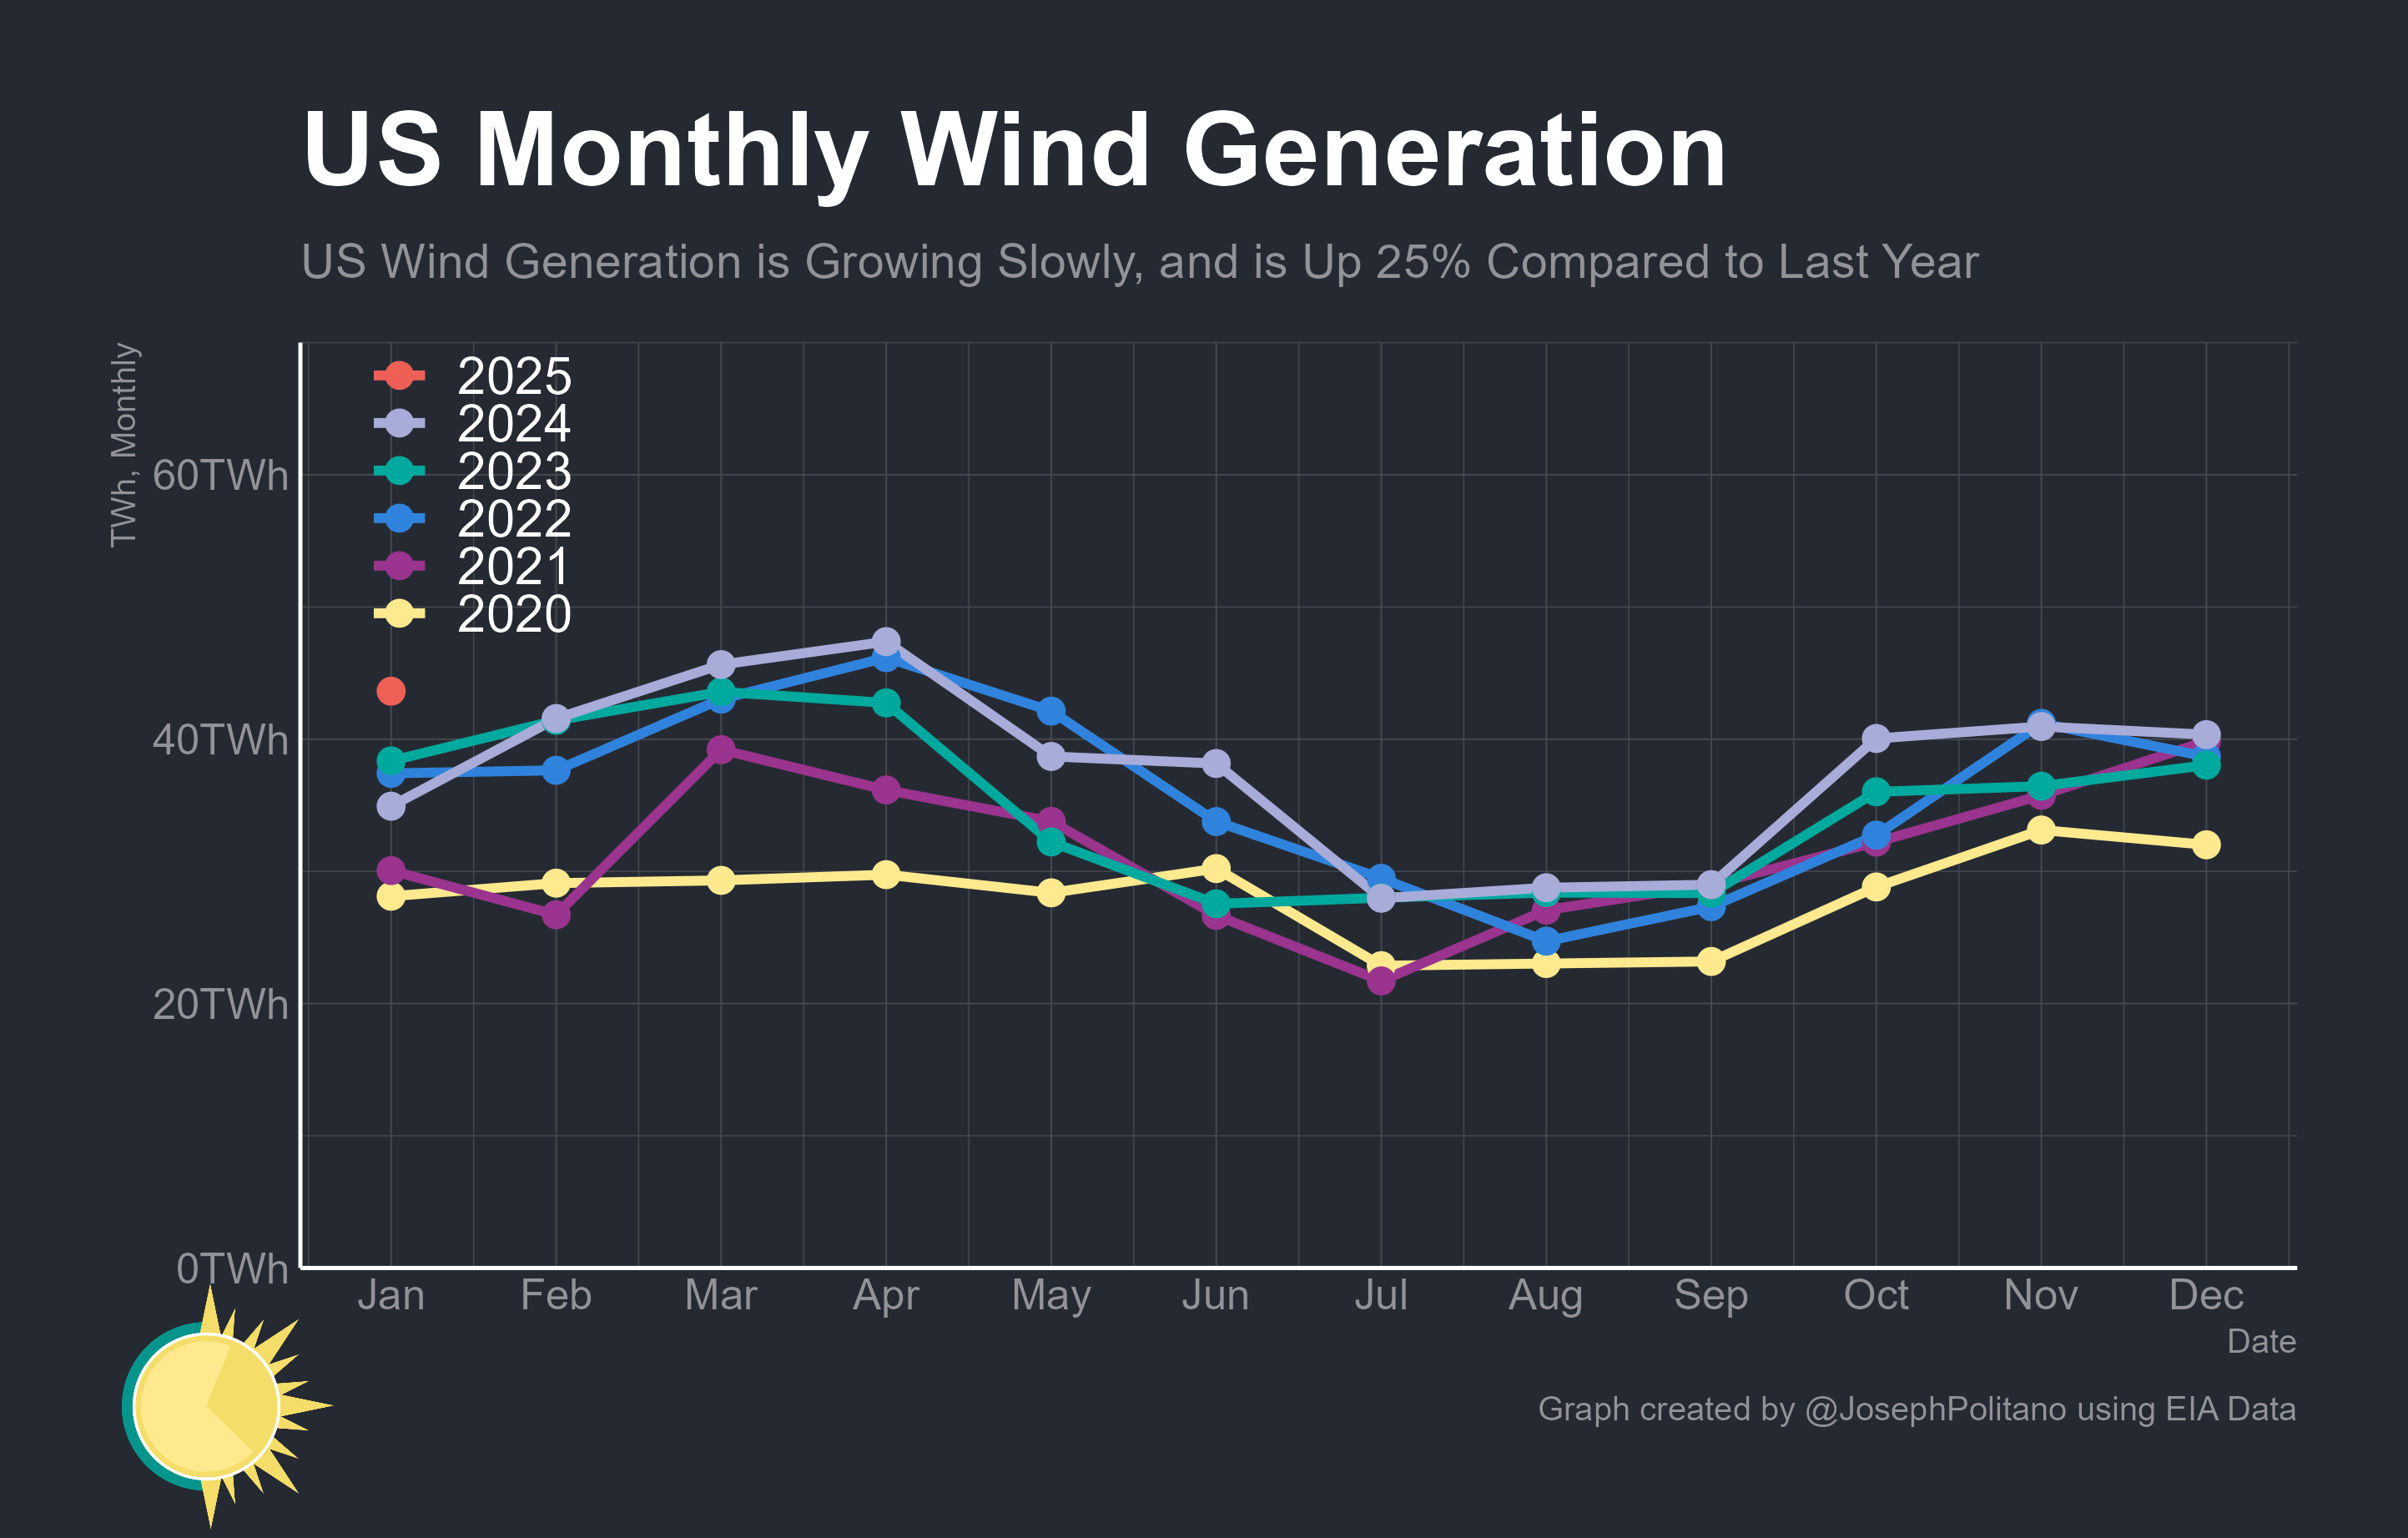 US Monthly Wind Generation
US Wind Generation is Growing Slowly, and is Up 25% Compared to Last Year
TWh, Monthly
2025
2024
2023
2022
2021
2020
60TWh
40TWh
20TWh
0TWh
Jan Feb Mar Apr May Jun Jul Aug Sep Oct Nov Dec
Date
Graph created by @JosephPolitano using EIA Data